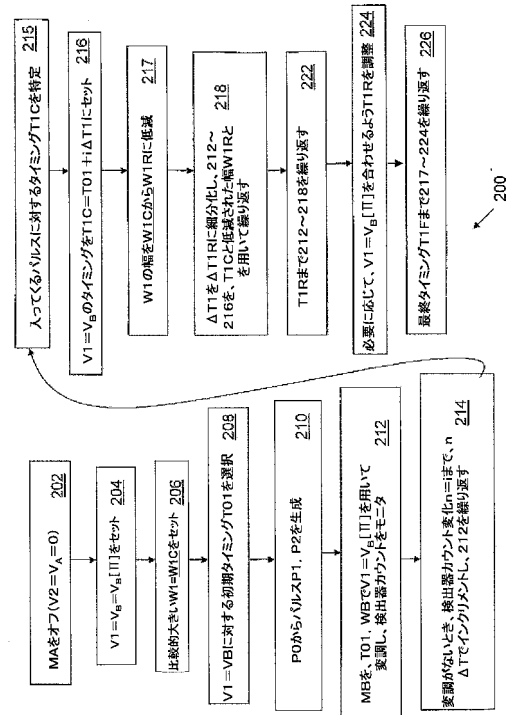 MAをオフ(V2=VA=0) 202
V1=VB=VB[Π]をセット 204
比較的大きいW1=W1Cをセット 206
V1=VBに対する初期タイミングT01を選択 208
P0からパルスP1, P2を生成 210
MBを、T01, WBでV1=VB[Π]を用いて
変調し、検出器カウントをモニタ 212
変調がないとき、検出器カウント変化n=iまで、n
ΔTでインクリメントし、212を繰り返す 214
入ってくるパルスに対するタイミングT1Cを特定 215
V1=VBのタイミングをT1C=T01+iΔT1にセット 216
W1の幅をW1CからW1Rに低減 217
ΔT1をΔT1Rに細分化し、212~
216を、T1Cと低減された幅W1Rと
を用いて繰り返す 218
T1Rまで212~218を繰り返す 222
必要に応じて、V1=VB[Π]を合わせるようT1Rを調整 224
最終タイミングT1Fまで217~224を繰り返す 226
200